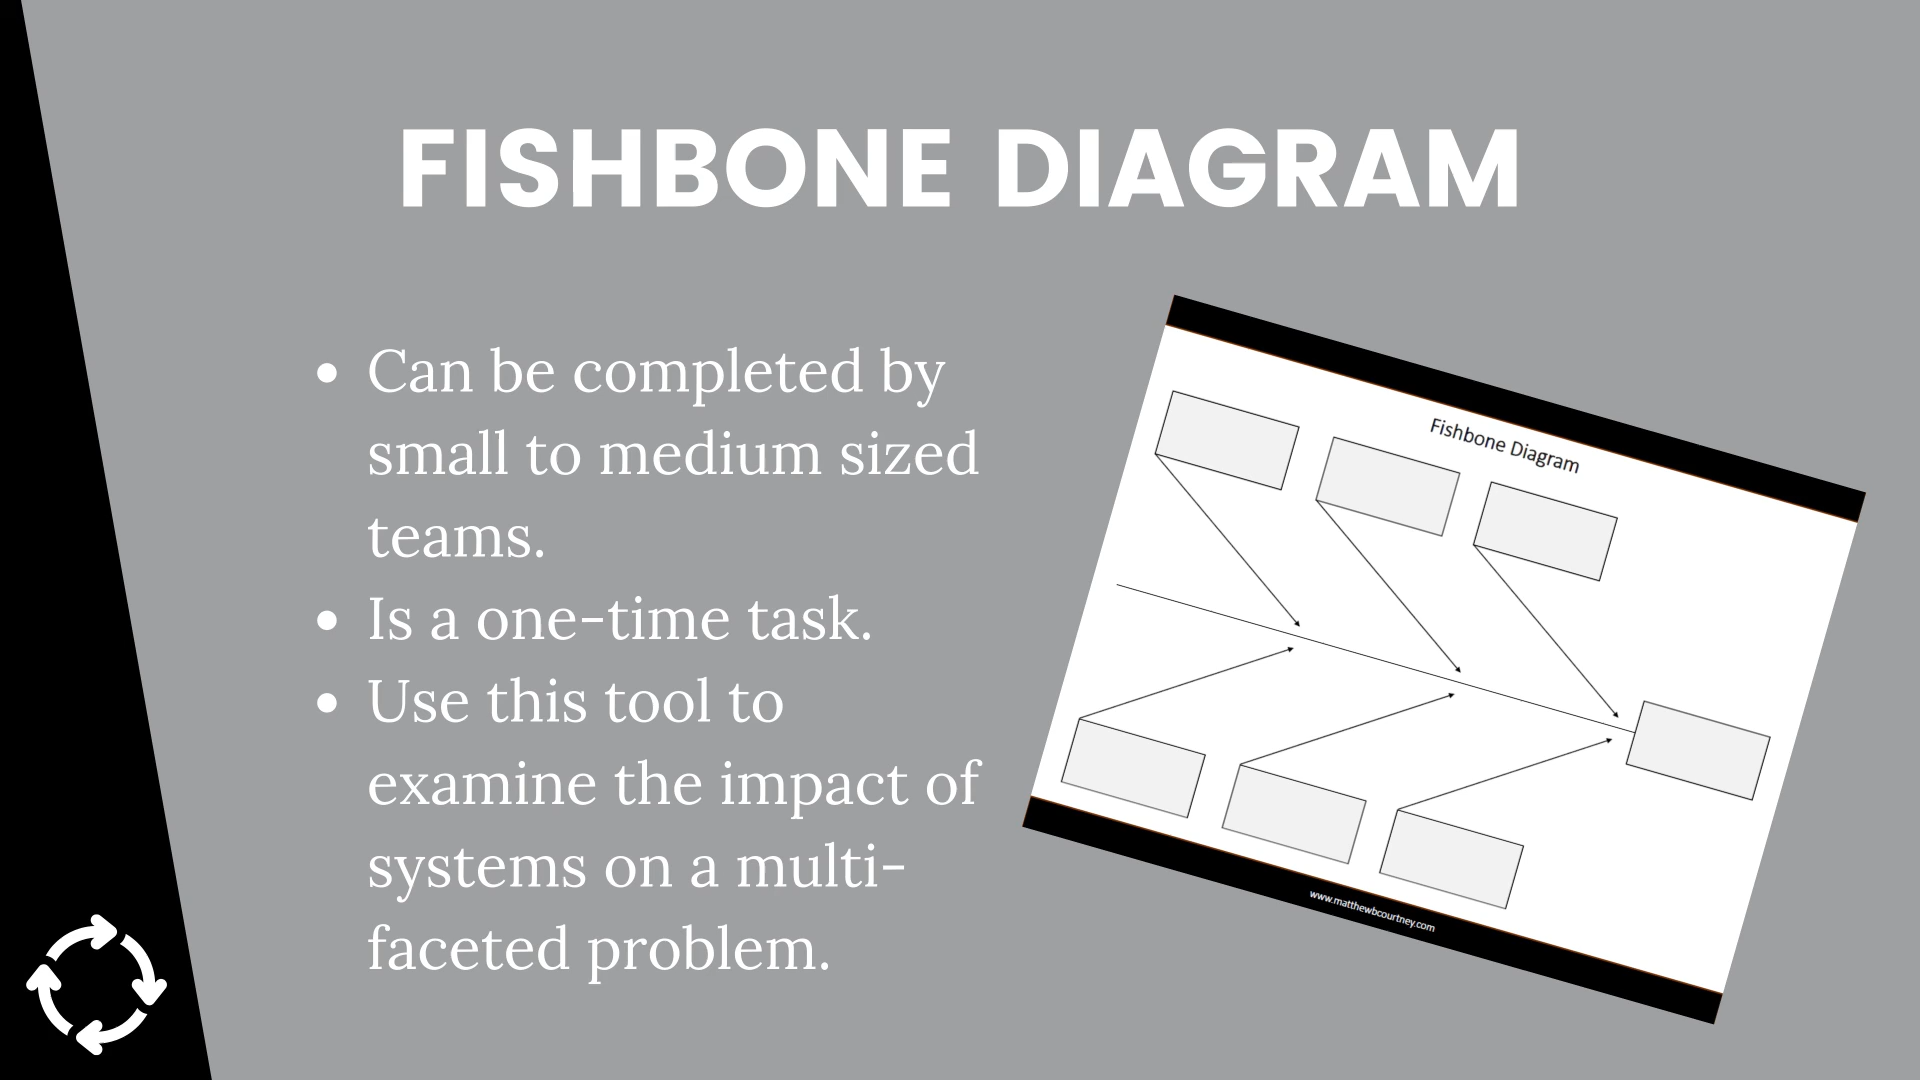 FISHBONE DIAGRAM
• Can be completed by
small to medium sized
teams.
• Is a one-time task.
• Use this tool to
examine the impact of
systems on a multi-
faceted problem.
Fishbone Diagram
www.matthewbcourtney.com